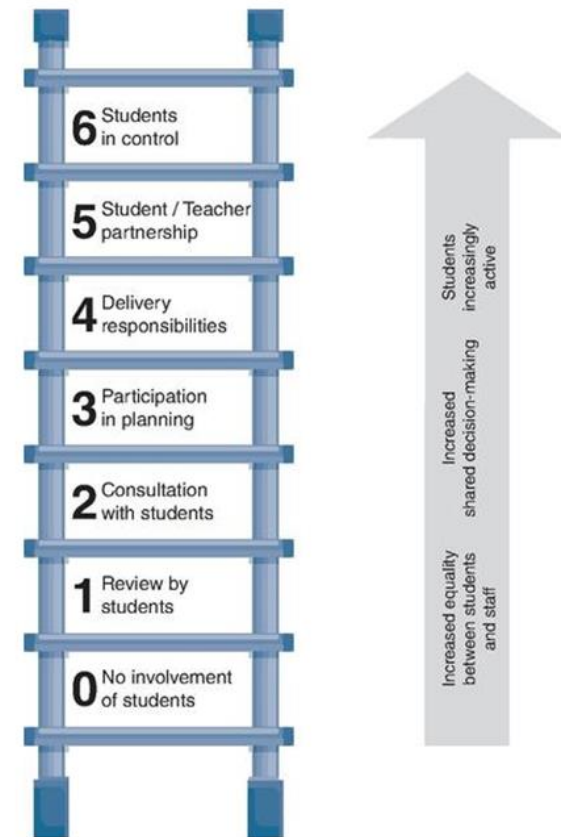 6 Students
in control
5 Student / Teacher
partnership
4 Delivery
responsibilities
3 Participation
in planning
2 Consultation
with students
1 Review by
students
0 No involvement
of students
Students
increasingly
active
Increased
shared decision-making
Increased equality
between students
and staff